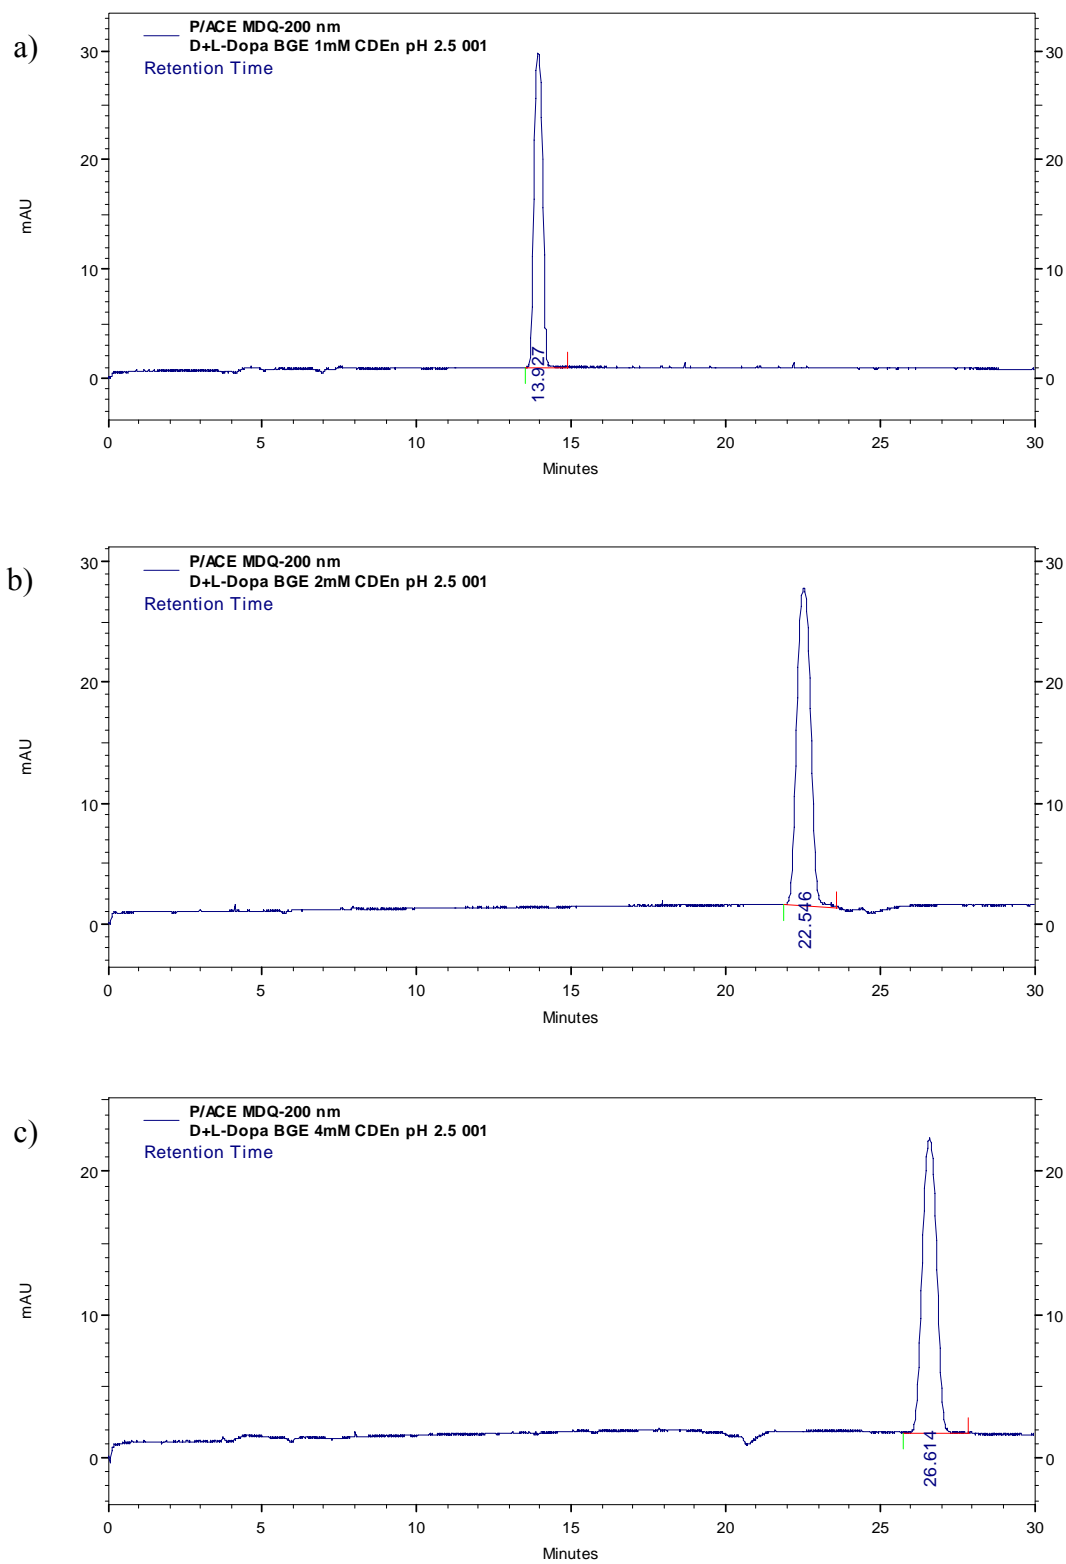 a)
P/ACE MDQ-200 nm
D+L-Dopa BGE 1mM CDEn pH 2.5 001
Retention Time
30
30
20
20
mAU
10
10
13.927
0
0
0 5 10 15 20 25 30
Minutes
b)
P/ACE MDQ-200 nm
D+L-Dopa BGE 2mM CDEn pH 2.5 001
Retention Time
30
30
20
20
mAU
10
10
22.546
0
0
0 5 10 15 20 25 30
Minutes
c)
P/ACE MDQ-200 nm
D+L-Dopa BGE 4mM CDEn pH 2.5 001
Retention Time
20
20
mAU
10
10
26.614
0
0
0 5 10 15 20 25 30
Minutes